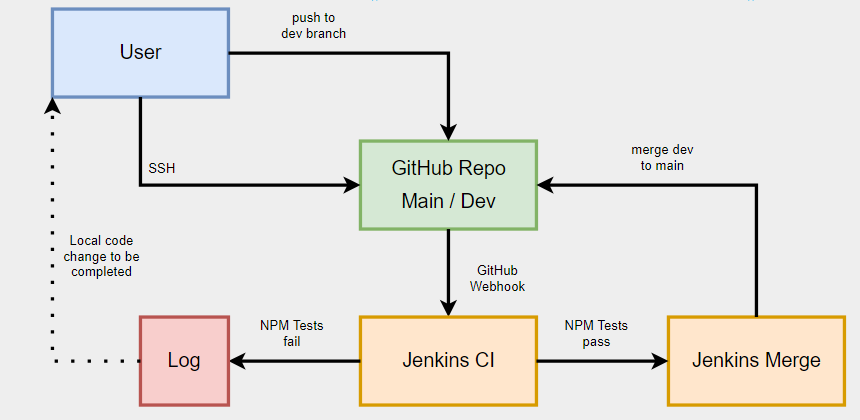 push to
dev branch
User
SSH
GitHub Repo
Main / Dev
merge dev
to main
Local code
change to be
completed
GitHub
Webhook
NPM Tests
fail
NPM Tests
pass
Log
Jenkins CI
Jenkins Merge